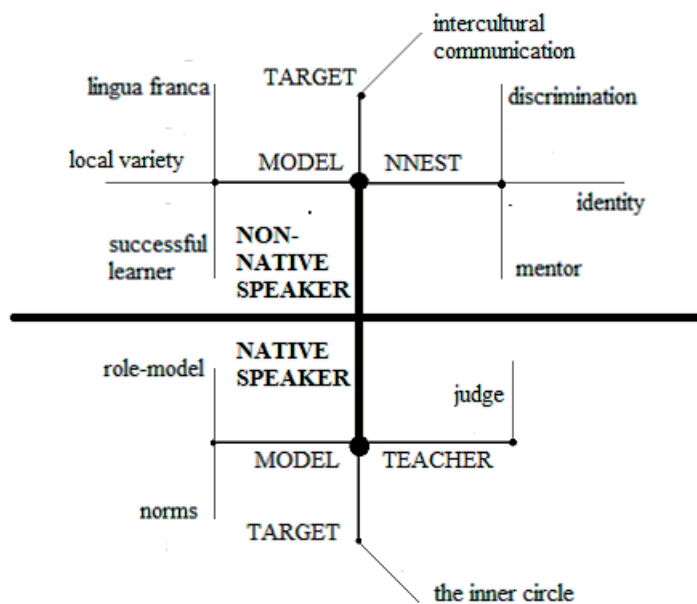 intercultural
communication
TARGET
lingua franca
discrimination
local variety
MODEL
NNEST
identity
successful
learner
NON-
NATIVE
SPEAKER
mentor
NATIVE
SPEAKER
role-model
judge
MODEL
TEACHER
norms
TARGET
the inner circle